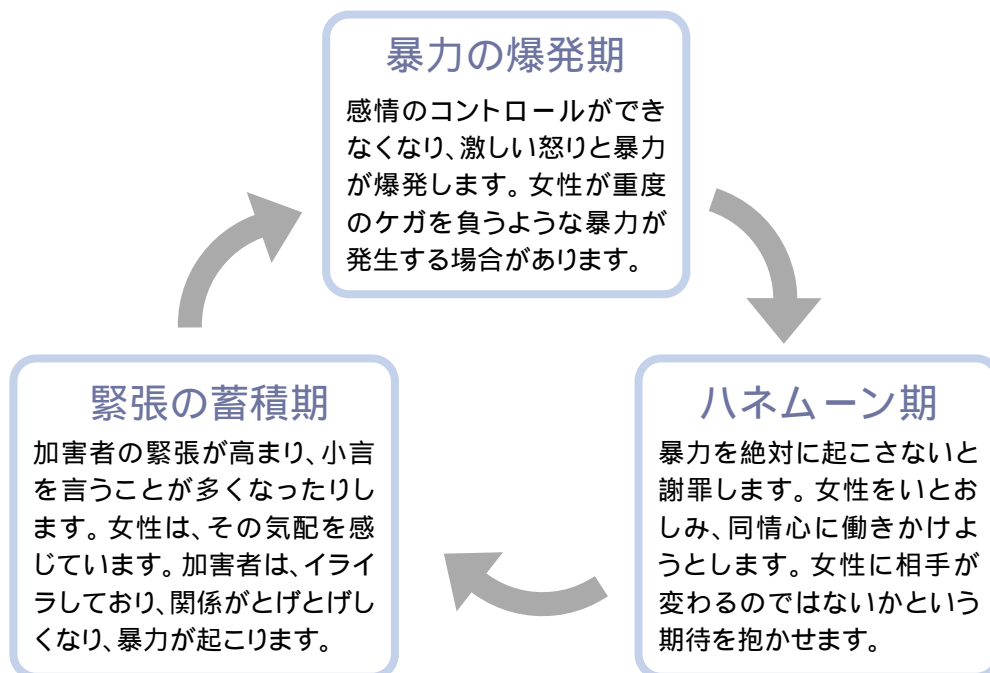 暴力の爆発期
感情のコントロールができ
なくなり、激しい怒りと暴力
が爆発します。女性が重度
のケガを負うような暴力が
発生する場合があります。
緊張の蓄積期
加害者の緊張が高まり、小言
を言うことが多くなったりし
ます。女性は、その気配を感
じています。加害者は、イライ
ラしており、関係がとげとげし
くなり、暴力が起こります。
ハネムーン期
暴力を絶対に起こさないと
謝罪します。女性をいとお
しみ、同情心に働きかけよ
うとします。女性に相手が
変わるのではないかという
期待を抱かせます。